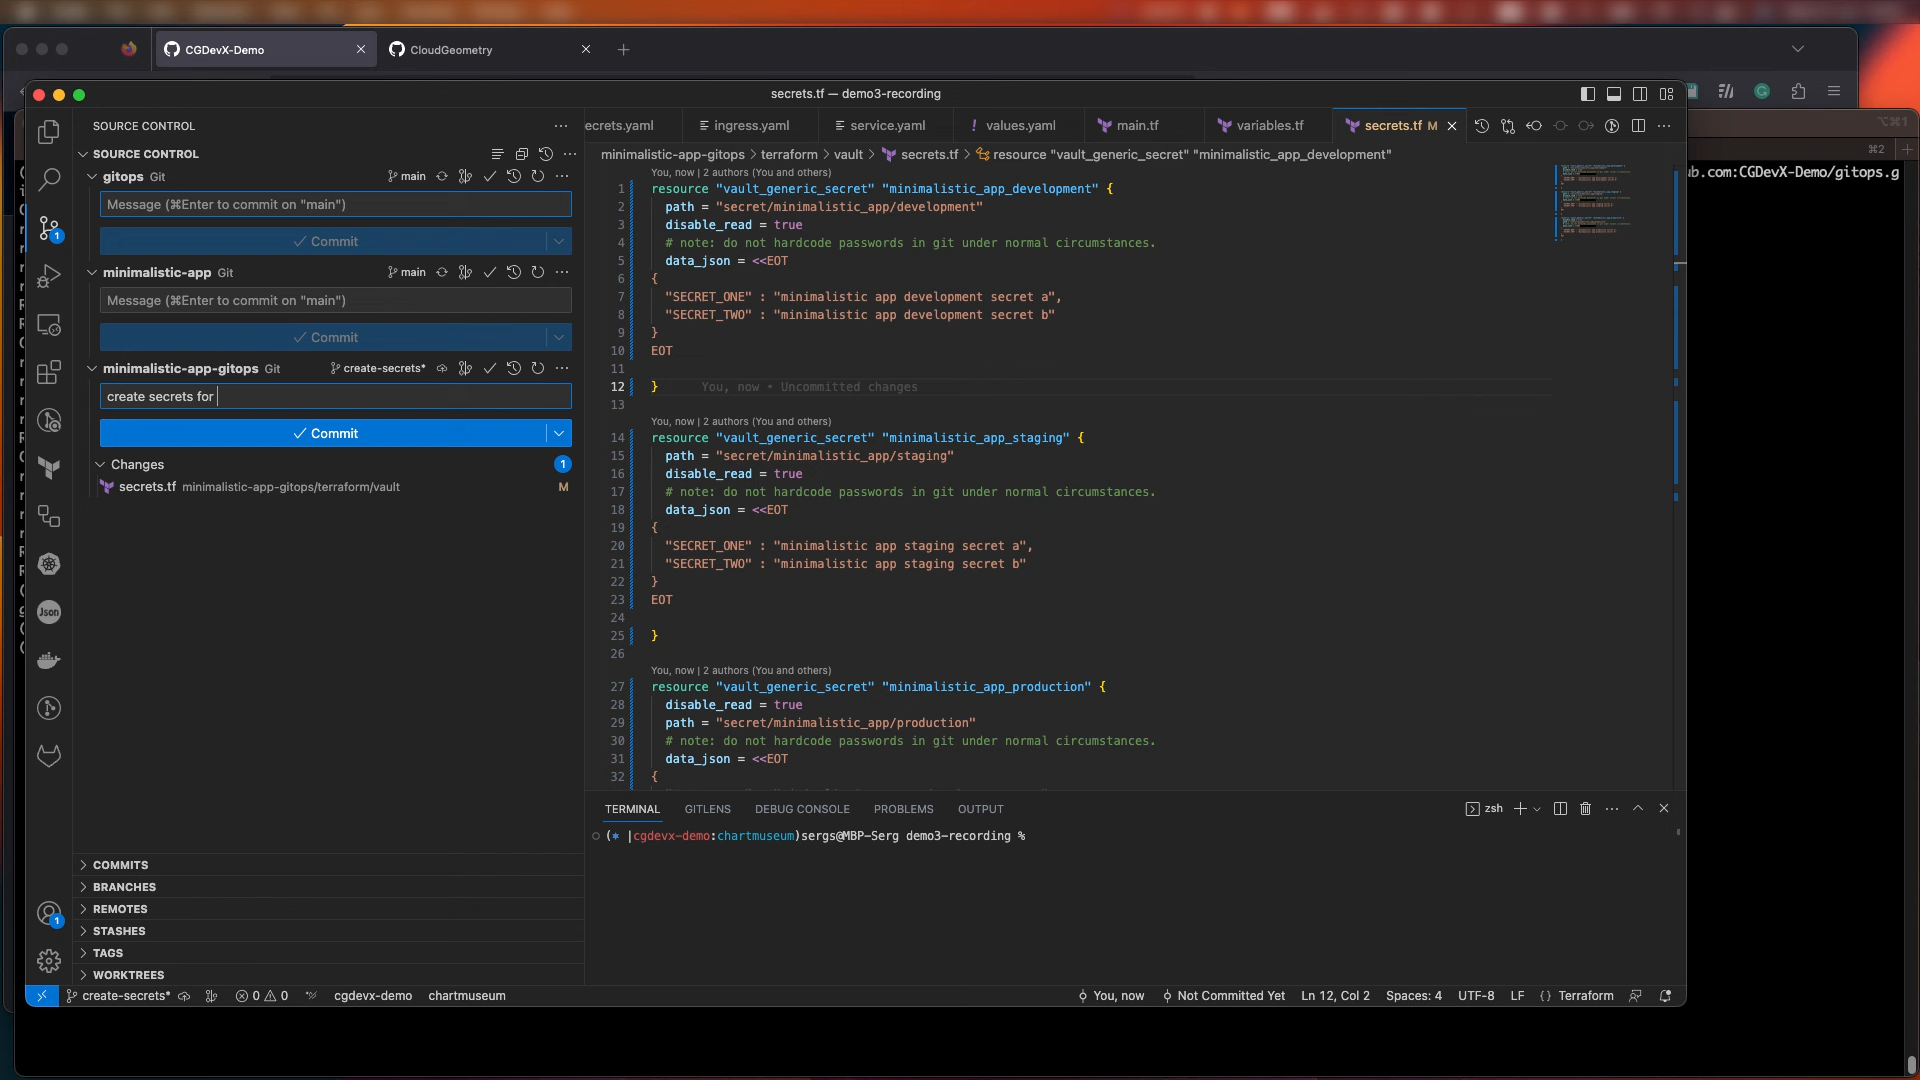 CGDevX-Demo
CloudGeometry
secrets.tf — demo3-recording
SOURCE CONTROL
ecrets.yaml
ingress.yaml
service.yaml
! values.yaml
main.tf
variables.tf
secrets.tf M
⌥⌘1
⌘2
SOURCE CONTROL
minimalistic-app-gitops > terraform > vault > secrets.tf > resource "vault_generic_secret" "minimalistic_app_development"
ub.com:CGDevX-Demo/gitops.g
gitops Git
main
Message (⌘Enter to commit on "main")
Commit
minimalistic-app Git
main
Message (⌘Enter to commit on "main")
Commit
minimalistic-app-gitops Git
create-secrets*
create secrets for
Commit
Changes
1
secrets.tf minimalistic-app-gitops/terraform/vault
M
COMMITS
BRANCHES
REMOTES
STASHES
TAGS
WORKTREES
1
Json
1
You, now | 2 authors (You and others)
1 resource "vault_generic_secret" "minimalistic_app_development" {
2 path = "secret/minimalistic_app/development"
3 disable_read = true
4 # note: do not hardcode passwords in git under normal circumstances.
5 data_json = <<EOT
6 {
7 "SECRET_ONE" : "minimalistic app development secret a",
8 "SECRET_TWO" : "minimalistic app development secret b"
9 }
10 EOT
11
12 } You, now • Uncommitted changes
13
You, now | 2 authors (You and others)
14 resource "vault_generic_secret" "minimalistic_app_staging" {
15 path = "secret/minimalistic_app/staging"
16 disable_read = true
17 # note: do not hardcode passwords in git under normal circumstances.
18 data_json = <<EOT
19 {
20 "SECRET_ONE" : "minimalistic app staging secret a",
21 "SECRET_TWO" : "minimalistic app staging secret b"
22 }
23 EOT
24
25 }
26
You, now | 2 authors (You and others)
27 resource "vault_generic_secret" "minimalistic_app_production" {
28 disable_read = true
29 path = "secret/minimalistic_app/production"
30 # note: do not hardcode passwords in git under normal circumstances.
31 data_json = <<EOT
32 {
TERMINAL
GITLENS
DEBUG CONSOLE
PROBLEMS
OUTPUT
zsh
(⎈ |cgdevx-demo:chartmuseum)sergs@MBP-Serg demo3-recording %
create-secrets*
0
0
cgdevx-demo
chartmuseum
You, now
Not Committed Yet
Ln 12, Col 2
Spaces: 4
UTF-8
LF
{} Terraform